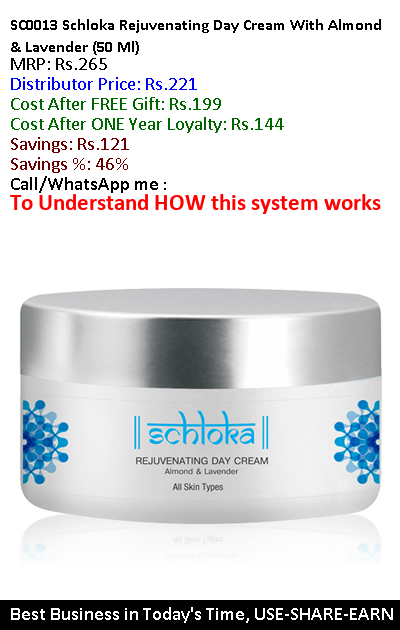 SC0013 Schloka Rejuvenating Day Cream With Almond
& Lavender (50 Ml)
MRP: Rs.265
Distributor Price: Rs.221
Cost After FREE Gift: Rs.199
Cost After ONE Year Loyalty: Rs.144
Savings: Rs.121
Savings %: 46%
Call/WhatsApp me :
To Understand HOW this system works
schloka
REJUVENATING DAY CREAM
Almond & Lavender
All Skin Types
Best Business in Today's Time, USE-SHARE-EARN